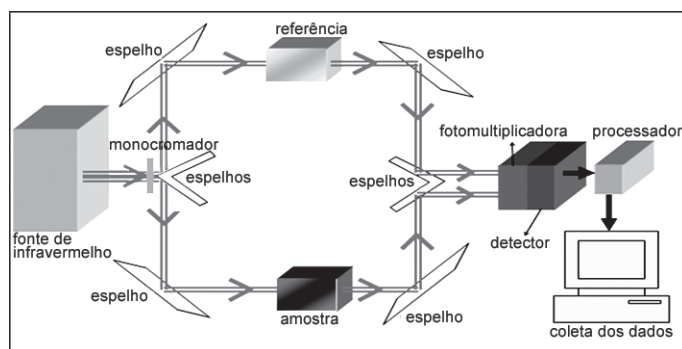 referência
espelho
espelho
monocromador
fotomultiplicadora
processador
espelhos
espelhos
fonte de
infravermelho
detector
espelho
amostra
espelho
coleta dos dados